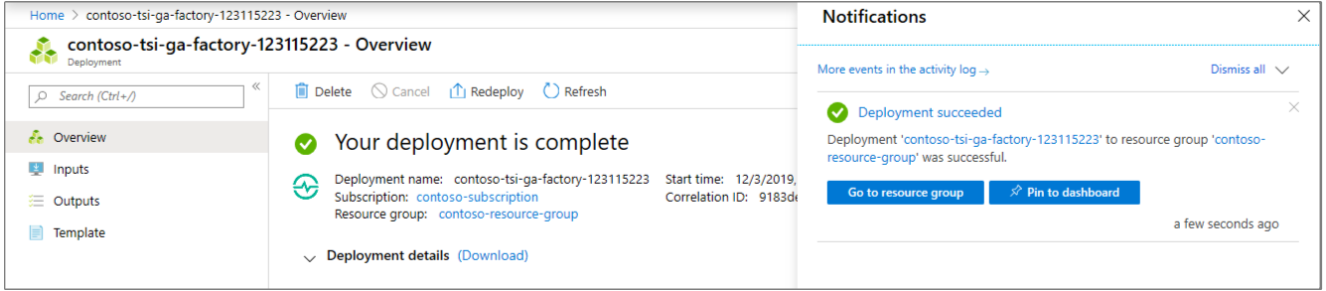 Home > contoso-tsi-ga-factory-123115223 - Overview
contoso-tsi-ga-factory-123115223 - Overview
Deployment
Search (Ctrl+/)
«
Overview
Inputs
Outputs
Template
Delete Cancel Redeploy Refresh
Your deployment is complete
Deployment name: contoso-tsi-ga-factory-123115223 Start time: 12/3/2019,
Subscription: contoso-subscription Correlation ID: 9183de
Resource group: contoso-resource-group
Deployment details (Download)
Notifications
More events in the activity log → Dismiss all
Deployment succeeded
Deployment 'contoso-tsi-ga-factory-123115223' to resource group 'contoso-
resource-group' was successful.
Go to resource group Pin to dashboard
a few seconds ago